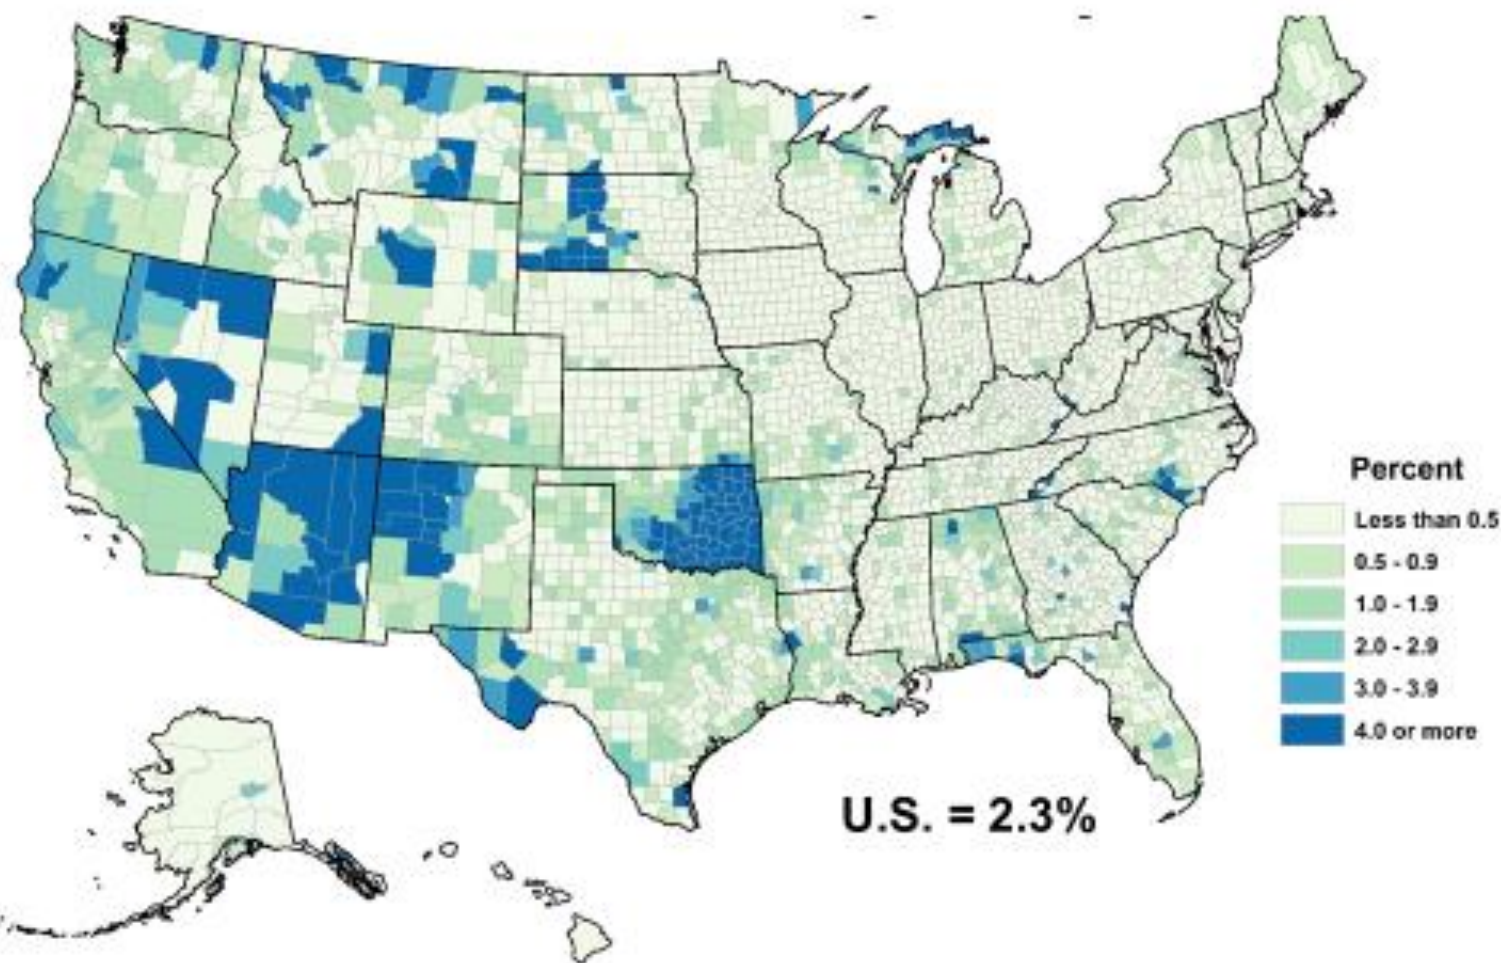 Percent
Less than 0.5
0.5 - 0.9
1.0 - 1.9
2.0 - 2.9
3.0 - 3.9
4.0 or more
U.S. = 2.3%